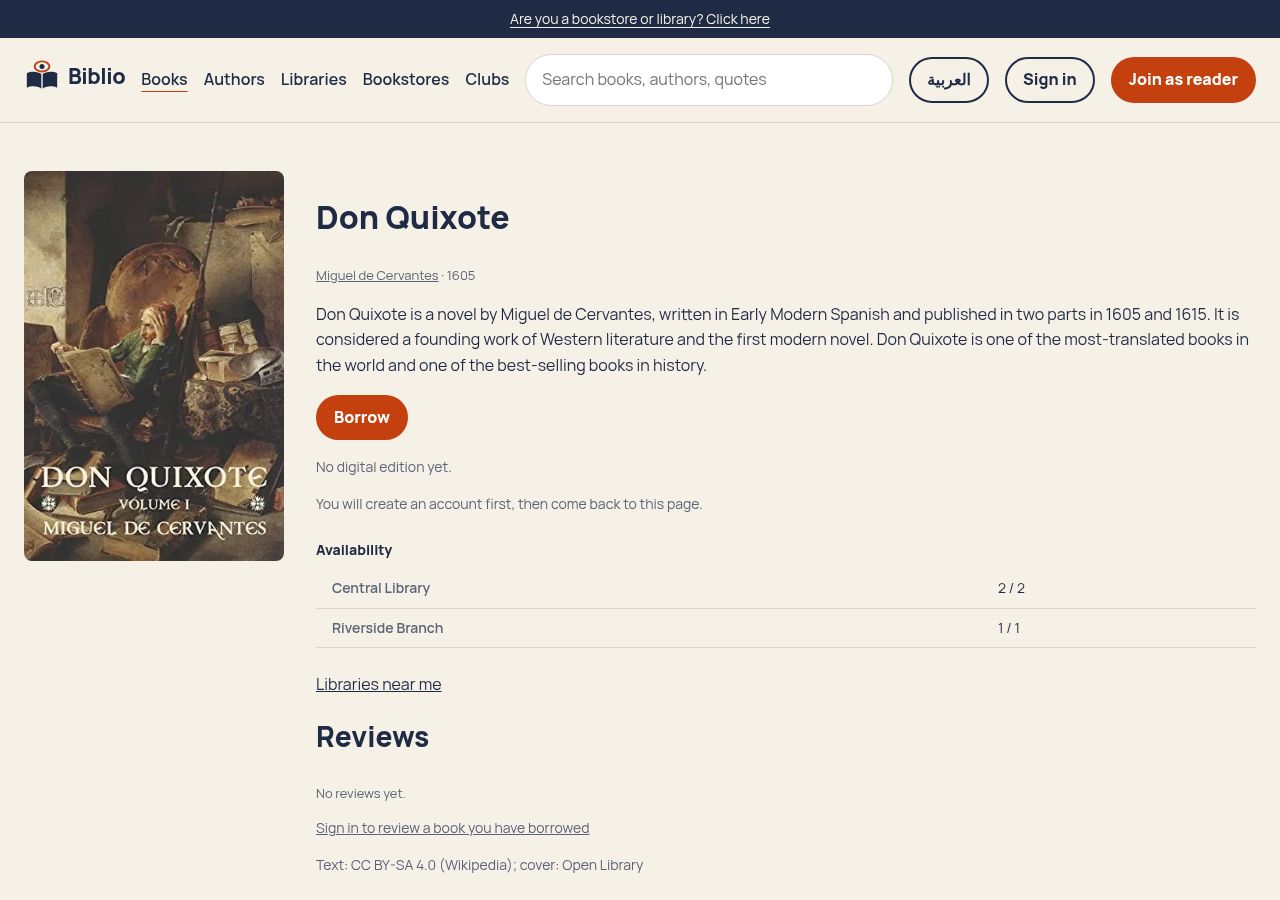 Are you a bookstore or library? Click here
Biblio
Books
Authors
Libraries
Bookstores
Clubs
Search books, authors, quotes
العربية
Sign in
Join as reader
DON QUIXOTE
VOLUME I
MIGUEL DE CERVANTES
Don Quixote
Miguel de Cervantes · 1605
Don Quixote is a novel by Miguel de Cervantes, written in Early Modern Spanish and published in two parts in 1605 and 1615. It is
considered a founding work of Western literature and the first modern novel. Don Quixote is one of the most-translated books in
the world and one of the best-selling books in history.
Borrow
No digital edition yet.
You will create an account first, then come back to this page.
Availability
Central Library 2 / 2
Riverside Branch 1 / 1
Libraries near me
Reviews
No reviews yet.
Sign in to review a book you have borrowed
Text: CC BY-SA 4.0 (Wikipedia); cover: Open Library